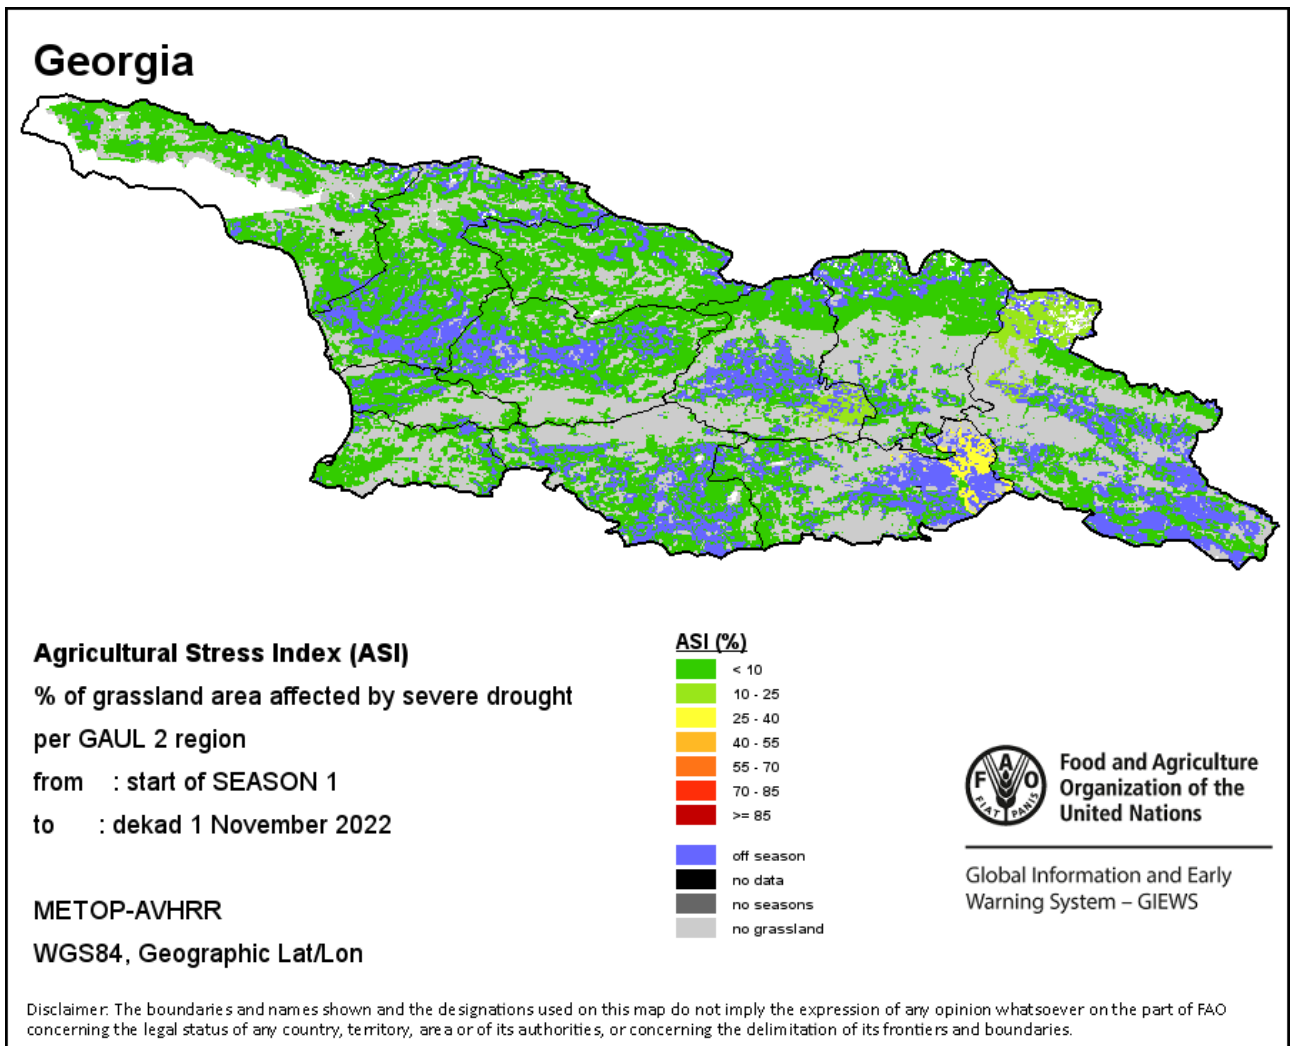 Georgia
Agricultural Stress Index (ASI)
% of grassland area affected by severe drought
per GAUL 2 region
from : start of SEASON 1
to : dekad 1 November 2022
METOP-AVHRR
WGS84, Geographic Lat/Lon
ASI (%)
< 10
10 - 25
25 - 40
40 - 55
55 - 70
70 - 85
>= 85
off season
no data
no seasons
no grassland
F A O
FIAT PANIS
Food and Agriculture
Organization of the
United Nations
Global Information and Early
Warning System – GIEWS
Disclaimer: The boundaries and names shown and the designations used on this map do not imply the expression of any opinion whatsoever on the part of FAO
concerning the legal status of any country, territory, area or of its authorities, or concerning the delimitation of its frontiers and boundaries.